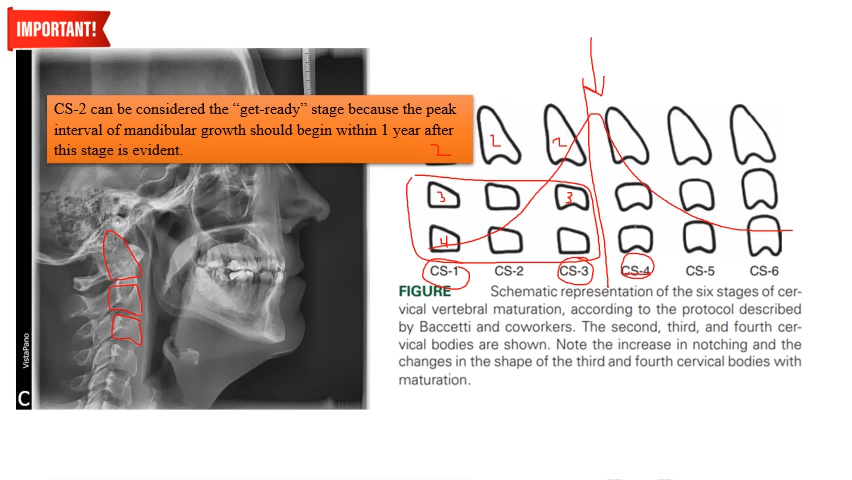 IMPORTANT!
CS-2 can be considered the “get-ready” stage because the peak
interval of mandibular growth should begin within 1 year after
this stage is evident.
2 2 2
3 3
4
CS-1 CS-2 CS-3 CS-4 CS-5 CS-6
FIGURE Schematic representation of the six stages of cer-
vical vertebral maturation, according to the protocol described
by Baccetti and coworkers. The second, third, and fourth cer-
vical bodies are shown. Note the increase in notching and the
changes in the shape of the third and fourth cervical bodies with
maturation.
VistaPano
C